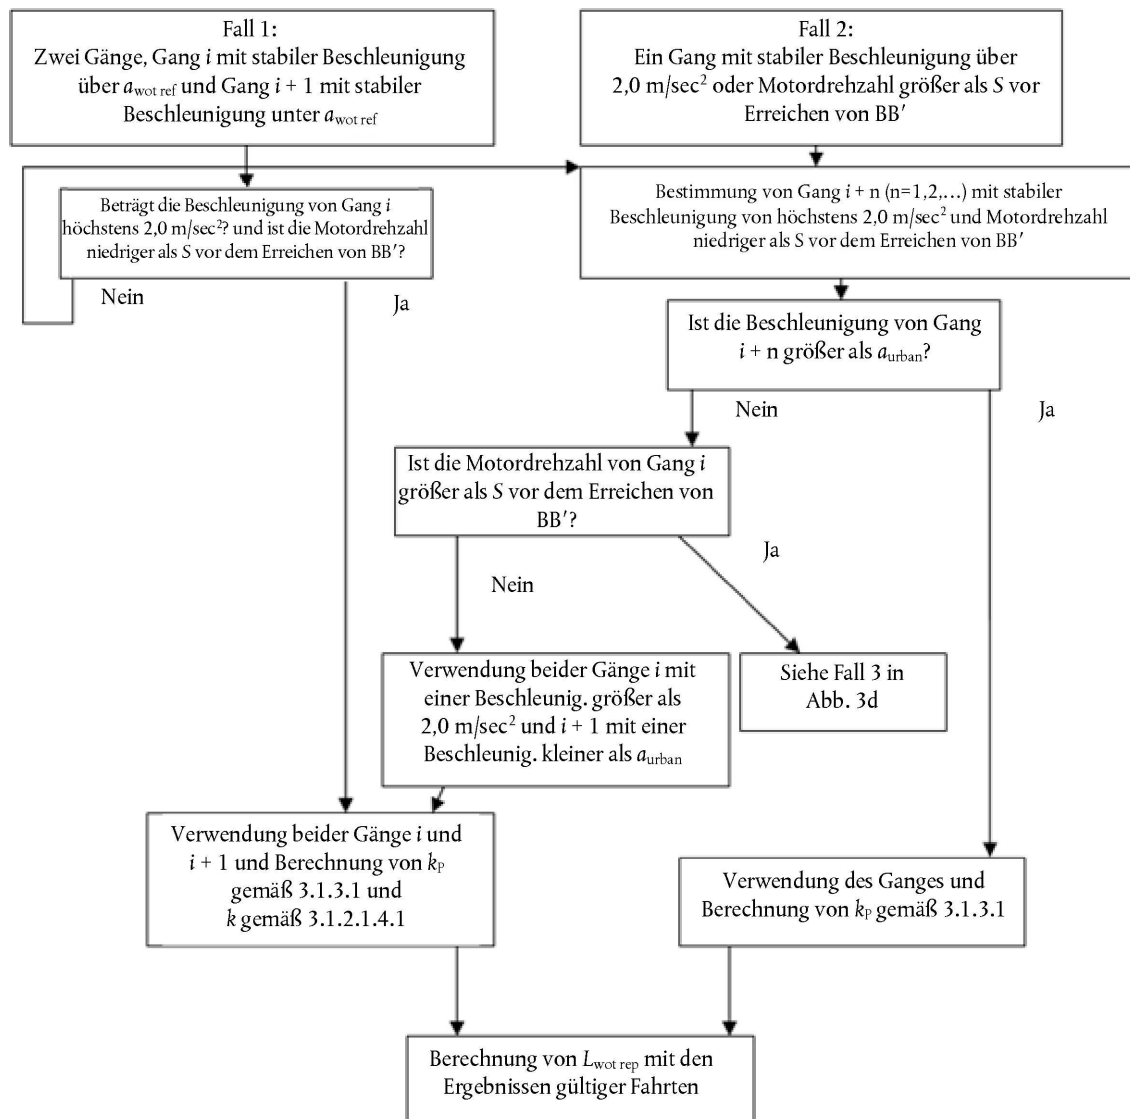 Fall 1:
Zwei Gänge, Gang i mit stabiler Beschleunigung
über a wot ref und Gang i + 1 mit stabiler
Beschleunigung unter a wot ref
Fall 2:
Ein Gang mit stabiler Beschleunigung über
2,0 m/sec² oder Motordrehzahl größer als S vor
Erreichen von BB′
Beträgt die Beschleunigung von Gang i
höchstens 2,0 m/sec²? und ist die Motordrehzahl
niedriger als S vor dem Erreichen von BB′?
Bestimmung von Gang i + n (n=1,2,…) mit stabiler
Beschleunigung von höchstens 2,0 m/sec² und Motordrehzahl
niedriger als S vor dem Erreichen von BB′
Nein
Ja
Ist die Beschleunigung von Gang
i + n größer als a urban?
Nein
Ja
Ist die Motordrehzahl von Gang i
größer als S vor dem Erreichen von
BB′?
Nein
Ja
Verwendung beider Gänge i mit
einer Beschleunig. größer als
2,0 m/sec² und i + 1 mit einer
Beschleunig. kleiner als a urban
Siehe Fall 3 in
Abb. 3d
Verwendung beider Gänge i und
i + 1 und Berechnung von kP
gemäß 3.1.3.1 und
k gemäß 3.1.2.1.4.1
Verwendung des Ganges und
Berechnung von kP gemäß 3.1.3.1
Berechnung von L wot rep mit den
Ergebnissen gültiger Fahrten